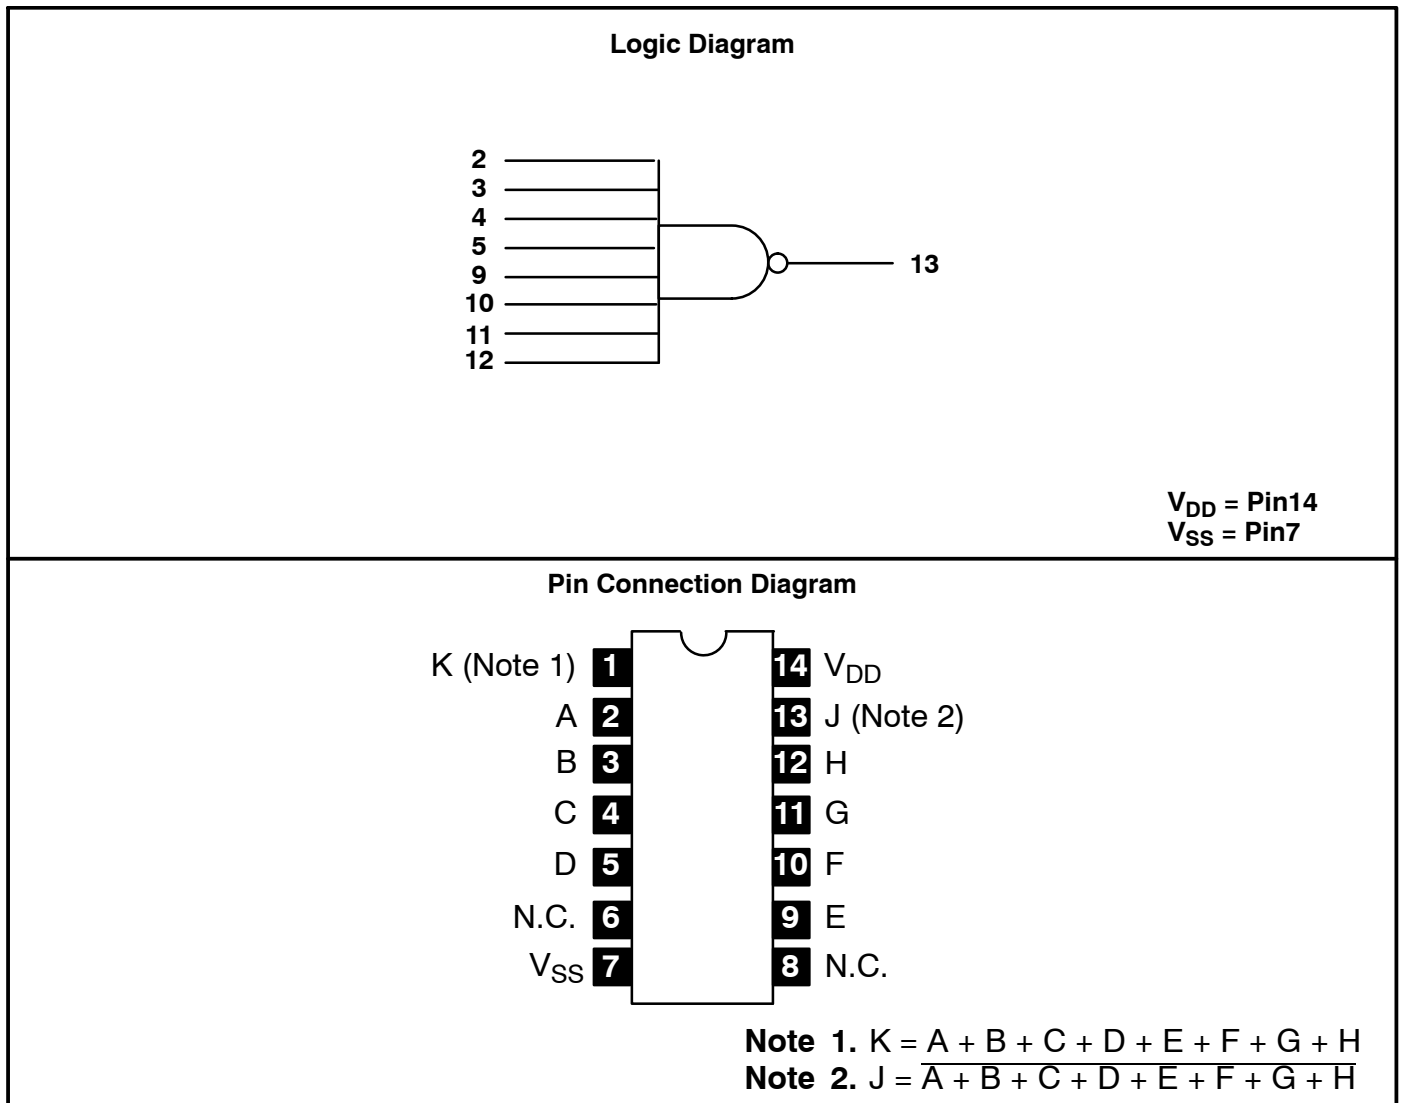 Logic Diagram
2
3
4
5
9
10
11
12
13
VDD = Pin14
VSS = Pin7
Pin Connection Diagram
K (Note 1) 1 14 VDD
A 2 13 J (Note 2)
B 3 12 H
C 4 11 G
D 5 10 F
N.C. 6 9 E
VSS 7 8 N.C.
Note 1. K = A + B + C + D + E + F + G + H
Note 2. J = A̅ ̅+̅ ̅B̅ ̅+̅ ̅C̅ ̅+̅ ̅D̅ ̅+̅ ̅E̅ ̅+̅ ̅F̅ ̅+̅ ̅G̅ ̅+̅ ̅H̅